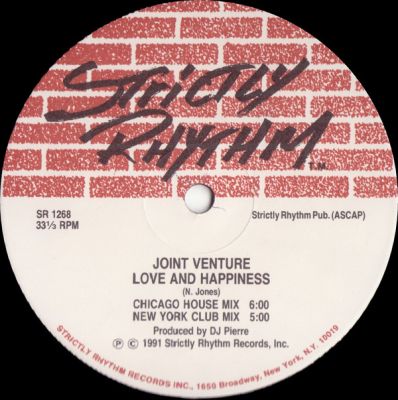 STRICTLY
RHYTHM
T.M.
SR 1268
33⅓ RPM
Strictly Rhythm Pub. (ASCAP)
JOINT VENTURE
LOVE AND HAPPINESS
(N. Jones)
CHICAGO HOUSE MIX 6:00
NEW YORK CLUB MIX 5:00
Produced by DJ Pierre
℗ © 1991 Strictly Rhythm Records, Inc.
STRICTLY RHYTHM RECORDS INC., 1650 Broadway, New York, N.Y. 10019